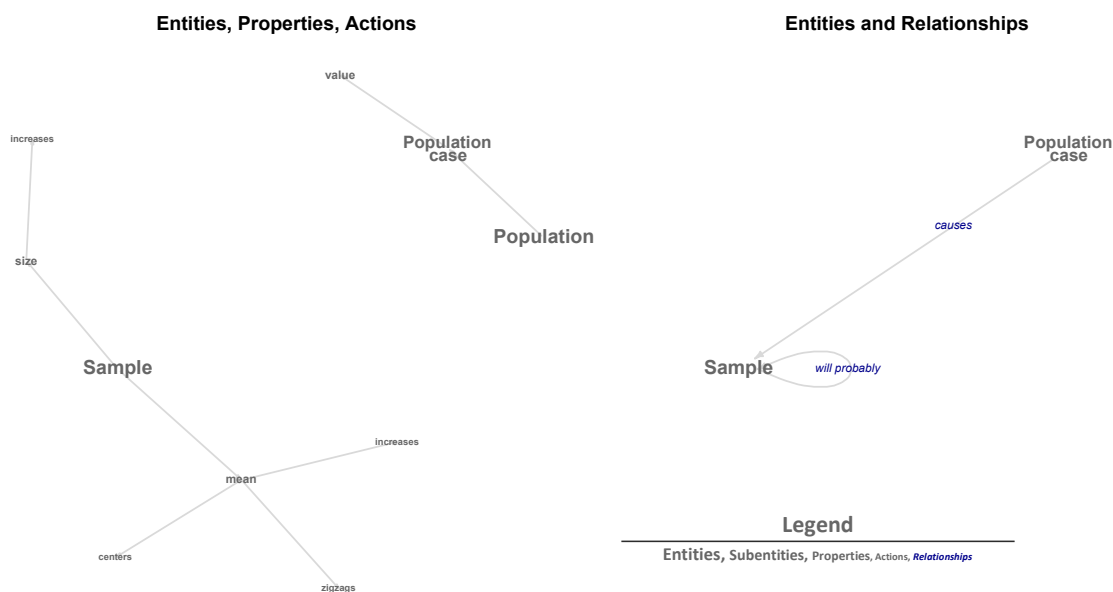 Entities, Properties, Actions
value
increases
Population
case
Population
size
Sample
increases
mean
centers
zigzags
Entities and Relationships
Population
case
causes
Sample
will probably
Legend
Entities, Subentities, Properties, Actions, Relationships